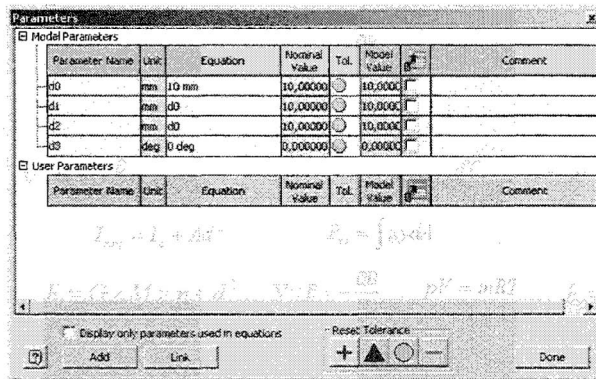 Parameters x
Model Parameters
Parameter Name Unit Equation Nominal Value Tol. Model Value Comment
d0 mm 10 mm 10,00000 10,0000
d1 mm d0 10,00000 10,0000
d2 mm d0 10,00000 10,0000
d3 deg 0 deg 0,000000 0,00000
User Parameters
Parameter Name Unit Equation Nominal Value Tol. Model Value Comment
pV = mRT
Display only parameters used in equations
Reset Tolerance
? Add Link + − Done